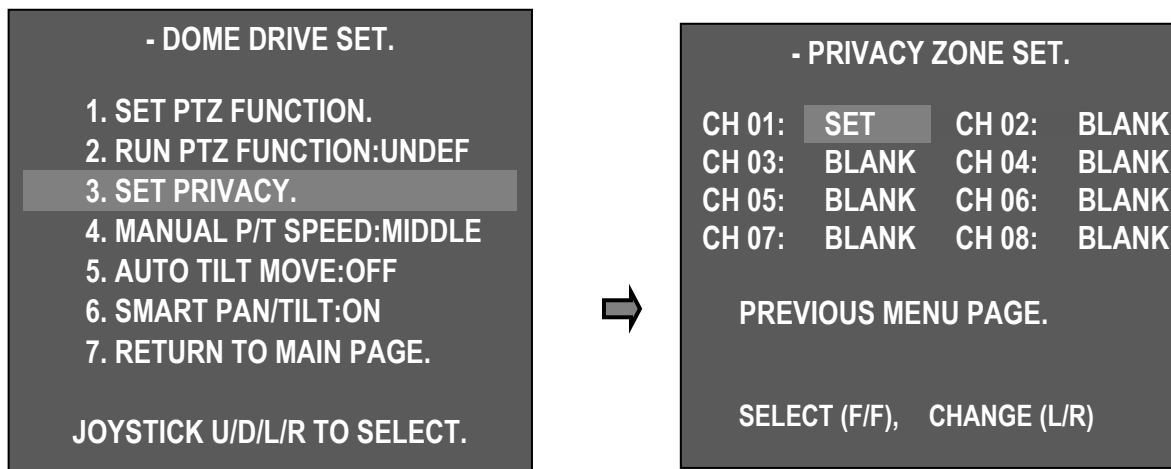 - DOME DRIVE SET.
1. SET PTZ FUNCTION.
2. RUN PTZ FUNCTION:UNDEF
3. SET PRIVACY.
4. MANUAL P/T SPEED:MIDDLE
5. AUTO TILT MOVE:OFF
6. SMART PAN/TILT:ON
7. RETURN TO MAIN PAGE.
JOYSTICK U/D/L/R TO SELECT.
- PRIVACY ZONE SET.
CH 01: SET CH 02: BLANK
CH 03: BLANK CH 04: BLANK
CH 05: BLANK CH 06: BLANK
CH 07: BLANK CH 08: BLANK
PREVIOUS MENU PAGE.
SELECT (F/F), CHANGE (L/R)